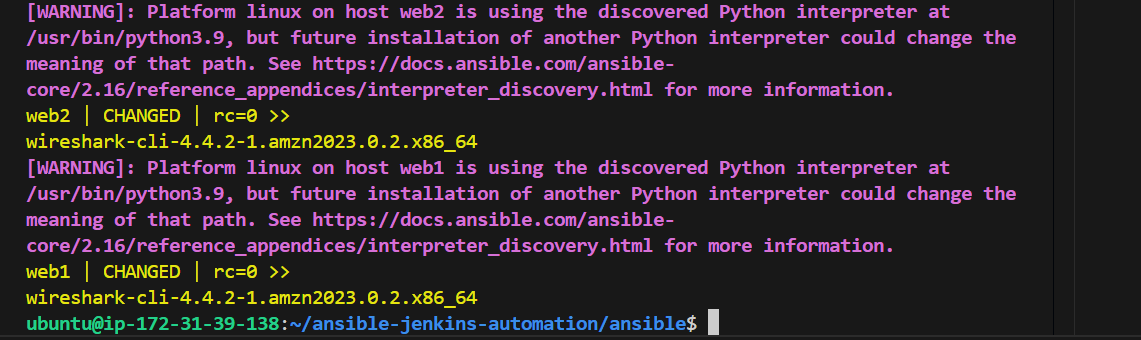 [WARNING]: Platform linux on host web2 is using the discovered Python interpreter at
/usr/bin/python3.9, but future installation of another Python interpreter could change the
meaning of that path. See https://docs.ansible.com/ansible-
core/2.16/reference_appendices/interpreter_discovery.html for more information.
web2 | CHANGED | rc=0 >>
wireshark-cli-4.4.2-1.amzn2023.0.2.x86_64
[WARNING]: Platform linux on host web1 is using the discovered Python interpreter at
/usr/bin/python3.9, but future installation of another Python interpreter could change the
meaning of that path. See https://docs.ansible.com/ansible-
core/2.16/reference_appendices/interpreter_discovery.html for more information.
web1 | CHANGED | rc=0 >>
wireshark-cli-4.4.2-1.amzn2023.0.2.x86_64
ubuntu@ip-172-31-39-138:~/ansible-jenkins-automation/ansible$